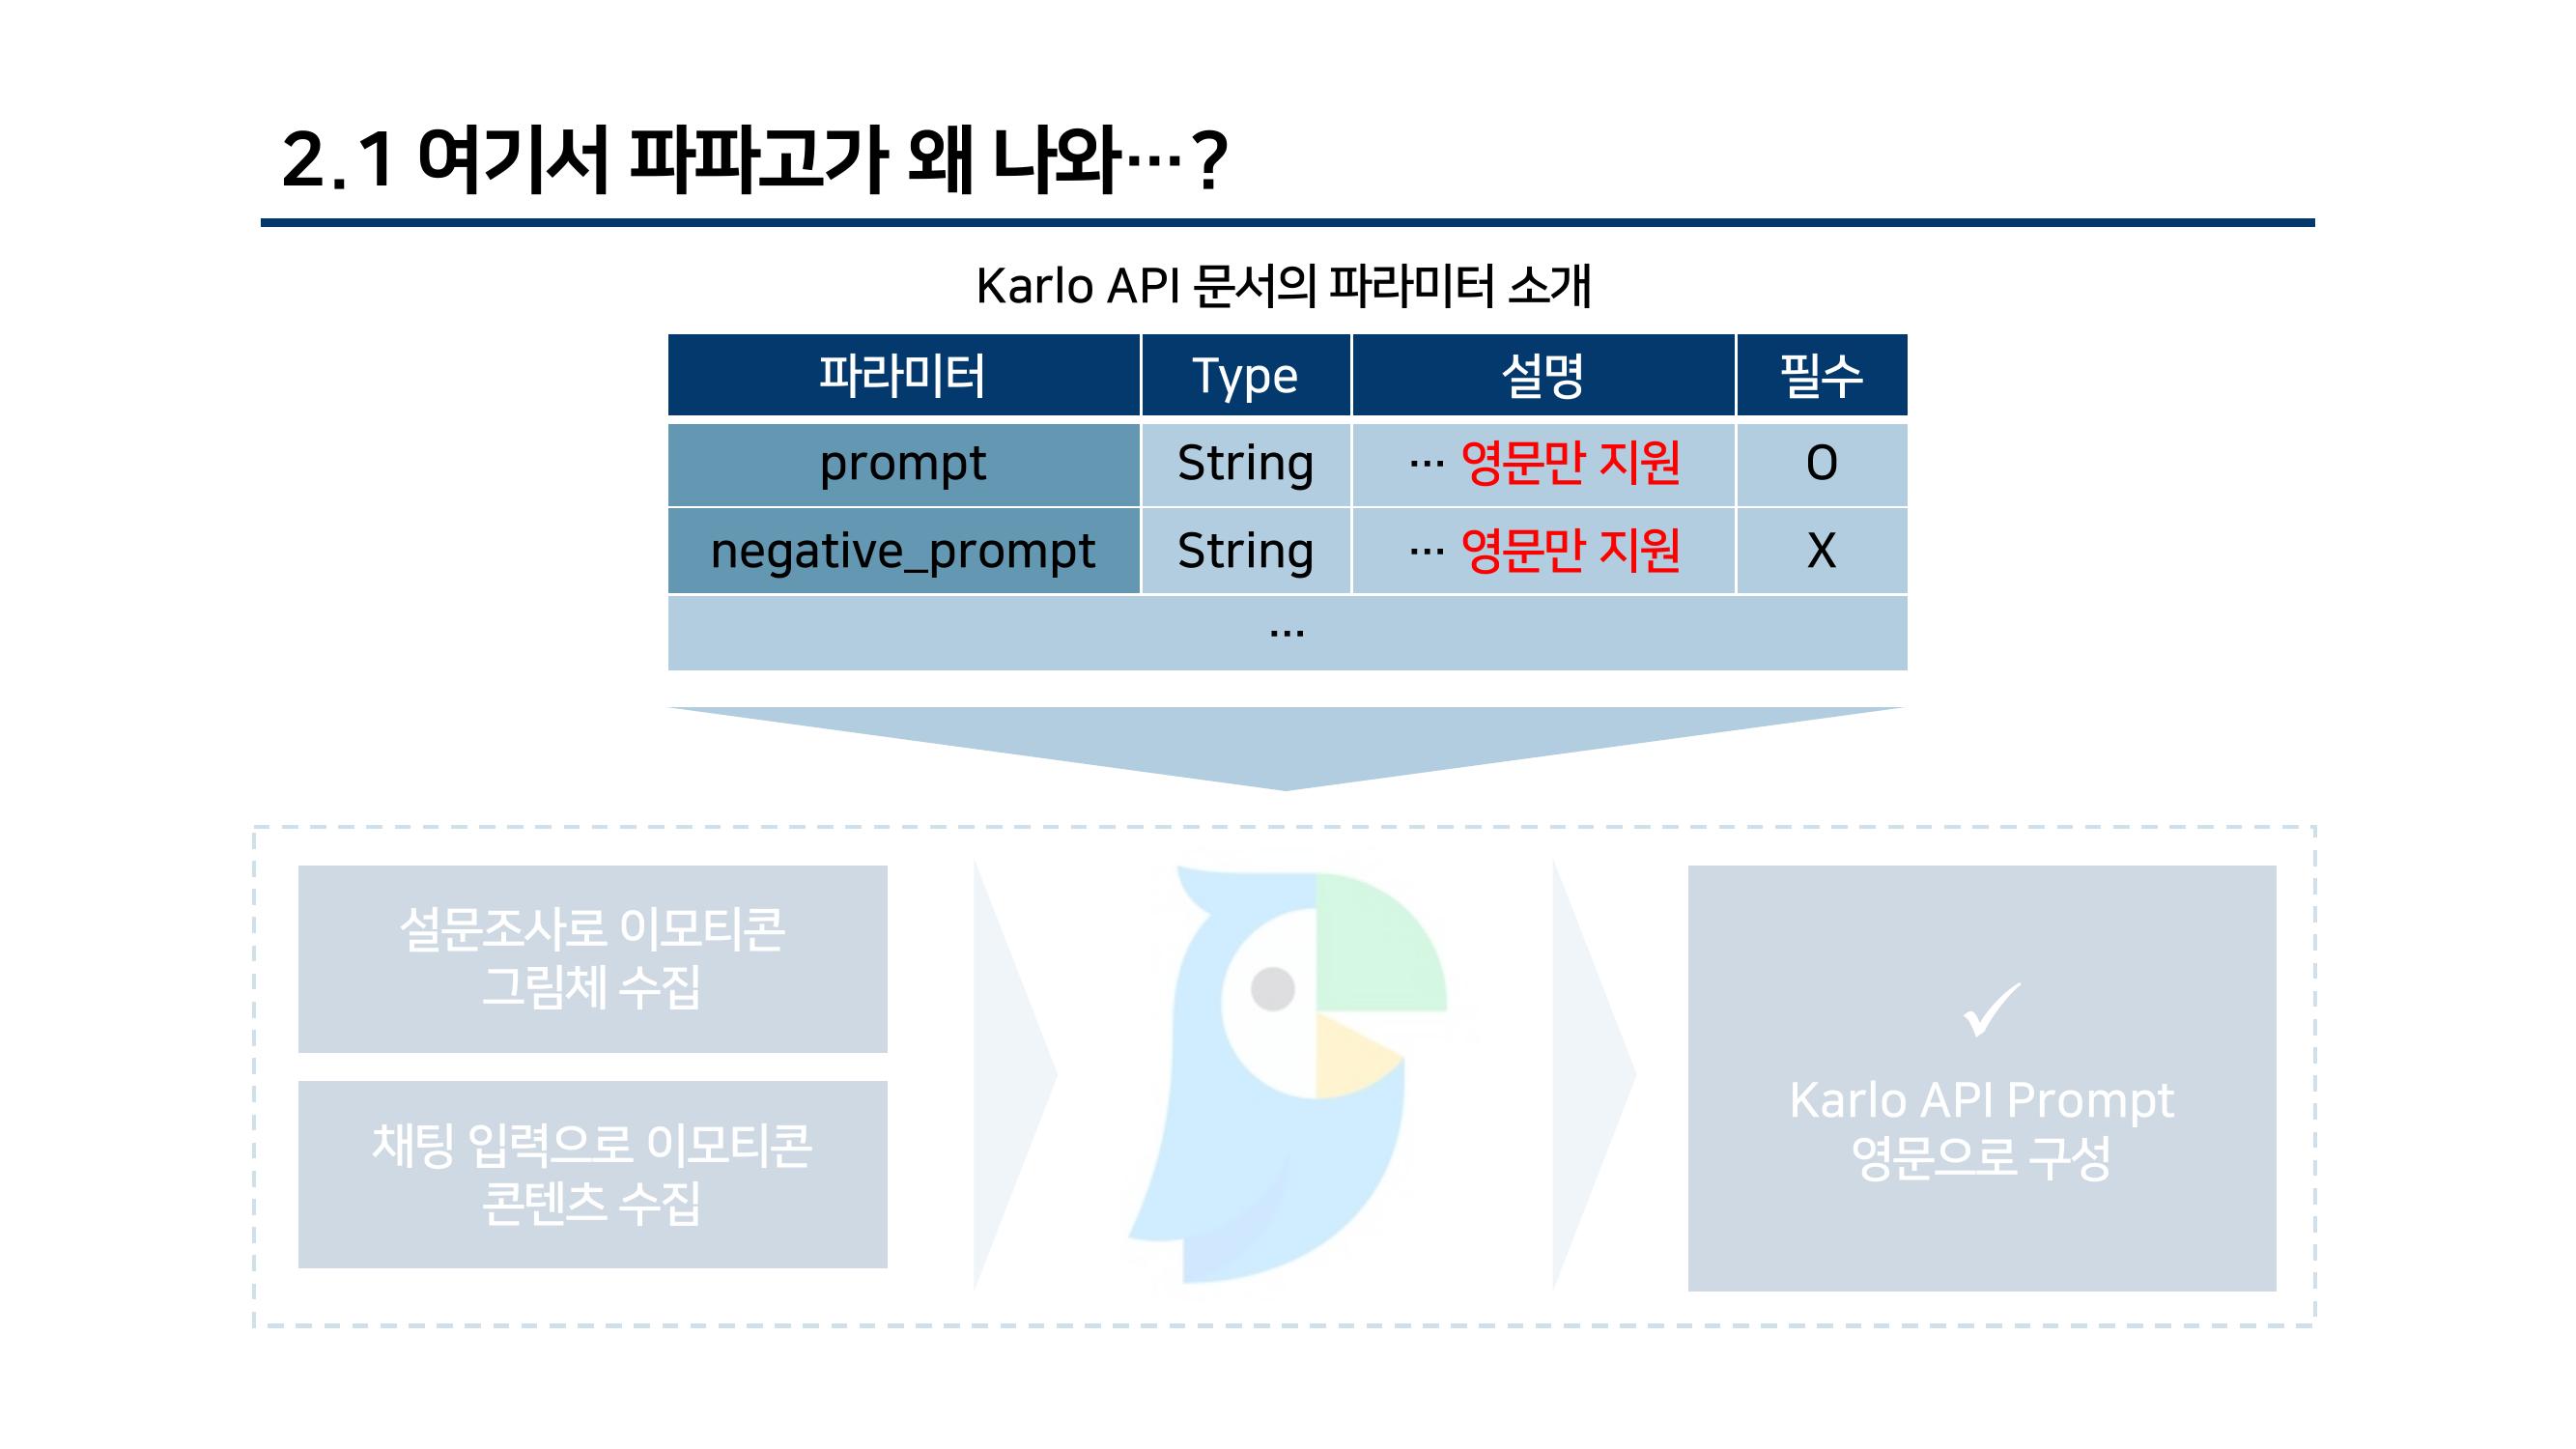 2.1 여기서 파파고가 왜 나와…?
Karlo API 문서의 파라미터 소개
파라미터 Type 설명 필수
prompt String … 영문만 지원 O
negative_prompt String … 영문만 지원 X
…
설문조사로 이모티콘
그림체 수집
채팅 입력으로 이모티콘
콘텐츠 수집
✓
Karlo API Prompt
영문으로 구성